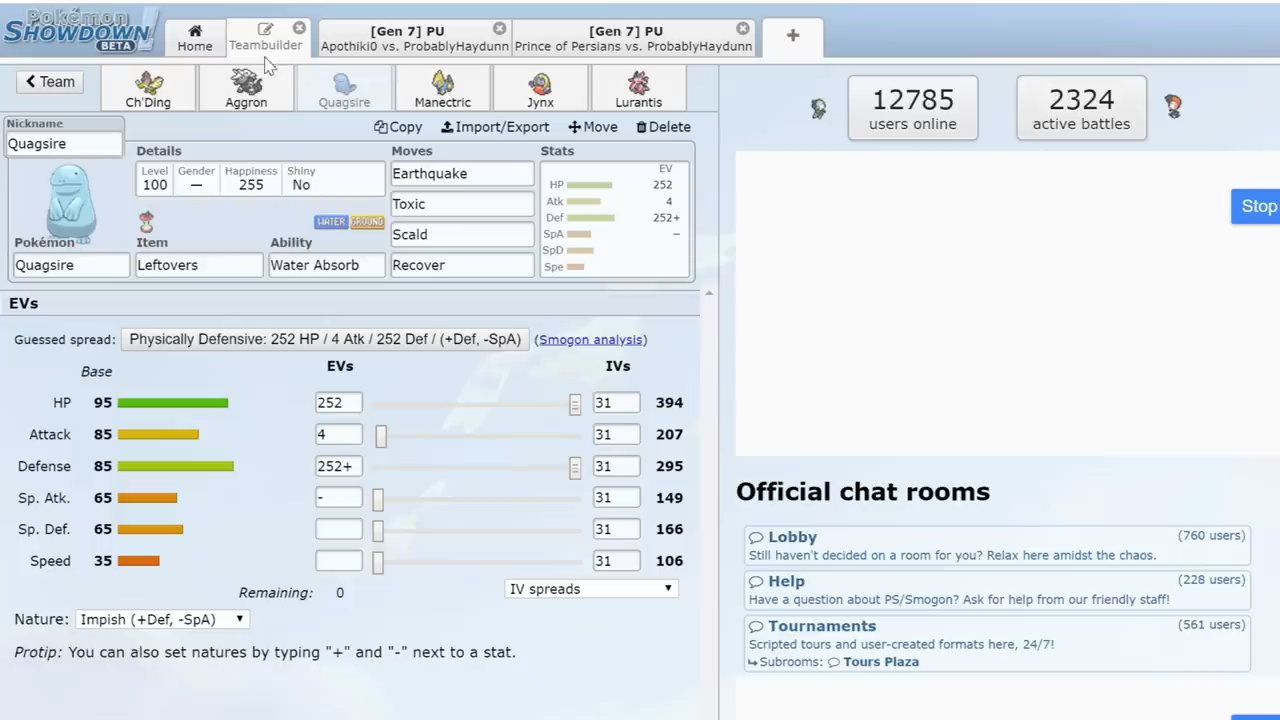 Pokémon
SHOWDOWN!
BETA
Home
Teambuilder
[Gen 7] PU
Apothiki0 vs. ProbablyHaydunn
[Gen 7] PU
Prince of Persians vs. ProbablyHaydunn
+
Team
Ch'Ding
Aggron
Quagsire
Manectric
Jynx
Lurantis
12785
users online
2324
active battles
Nickname
Quagsire
Copy
Import/Export
Move
Delete
Details
Level
100
Gender
—
Happiness
255
Shiny
No
WATER
GROUND
Pokémon
Quagsire
Item
Leftovers
Ability
Water Absorb
Moves
Earthquake
Toxic
Scald
Recover
Stats
EV
HP 252
Atk 4
Def 252+
SpA −
SpD
Spe
Stop
EVs
Guessed spread: Physically Defensive: 252 HP / 4 Atk / 252 Def / (+Def, -SpA) (Smogon analysis)
Base EVs IVs
HP 95 252 31 394
Attack 85 4 31 207
Defense 85 252+ 31 295
Sp. Atk. 65 - 31 149
Sp. Def. 65 31 166
Speed 35 31 106
Remaining: 0
IV spreads
Nature: Impish (+Def, -SpA)
Protip: You can also set natures by typing "+" and "-" next to a stat.
Official chat rooms
Lobby (760 users)
Still haven't decided on a room for you? Relax here amidst the chaos.
Help (228 users)
Have a question about PS/Smogon? Ask for help from our friendly staff!
Tournaments (561 users)
Scripted tours and user-created formats here, 24/7!
↳Subrooms: Tours Plaza